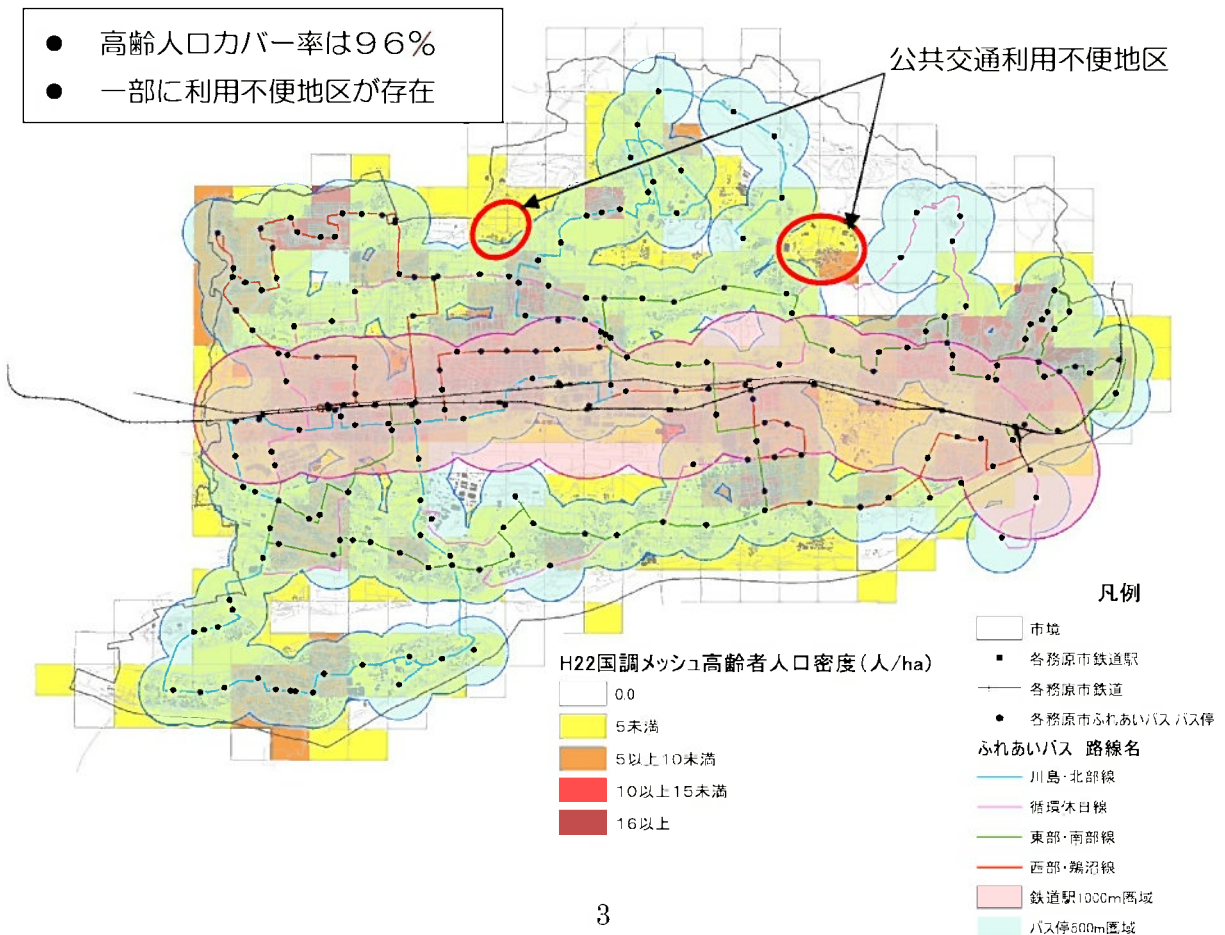 ● 高齢人口カバー率は96%
● 一部に利用不便地区が存在
公共交通利用不便地区
H22国調メッシュ高齢者人口密度(人/ha)
0.0
5未満
5以上10未満
10以上15未満
16以上
凡例
市境
各務原市鉄道駅
各務原市鉄道
各務原市ふれあいバス バス停
ふれあいバス 路線名
川島・北部線
循環休日線
東部・南部線
西部・鵜沼線
鉄道駅1000m圏域
バス停500m圏域
3